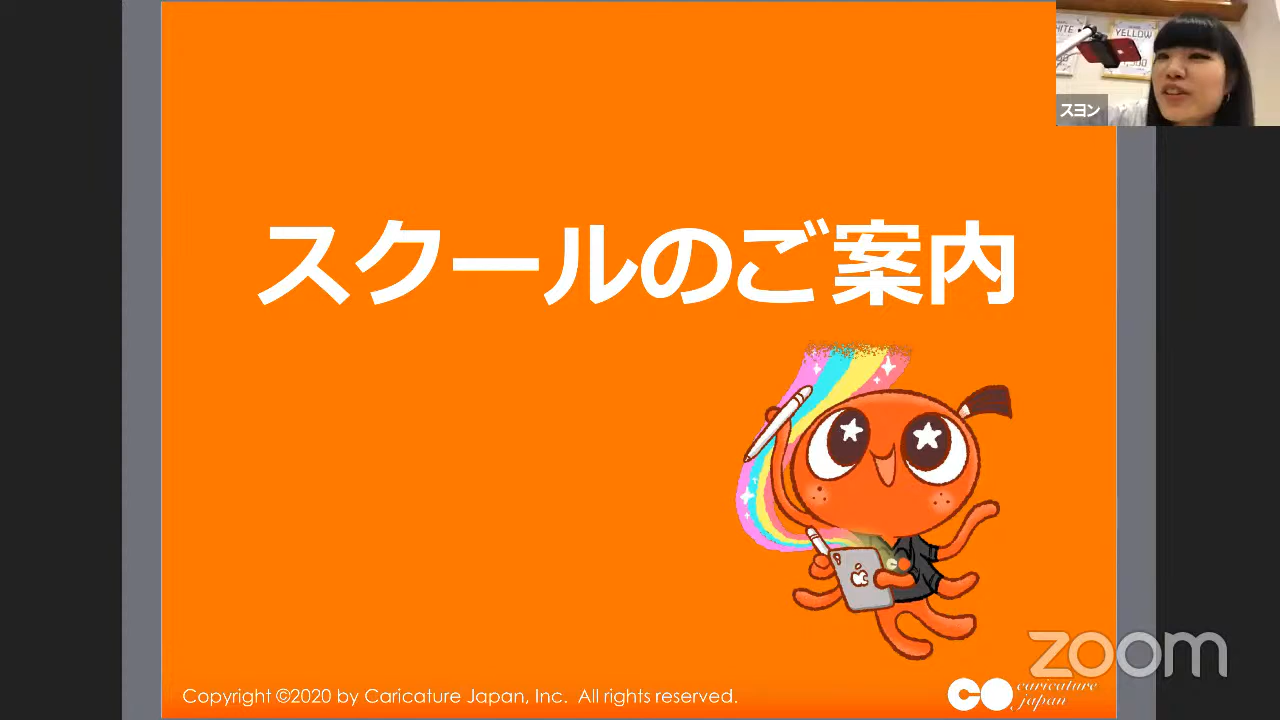 YELLOW
スヨン
スクールのご案内
zoom
Copyright ©2020 by Caricature Japan, Inc. All rights reserved.
caricature
japan